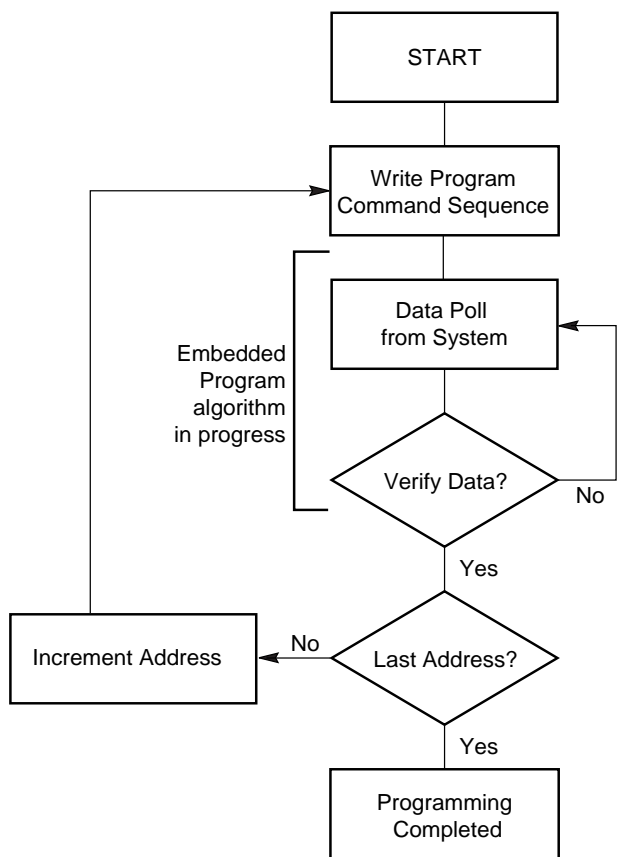 START
Write Program
Command Sequence
Data Poll
from System
Embedded
Program
algorithm
in progress
Verify Data?
No
Yes
Increment Address
No
Last Address?
Yes
Programming
Completed